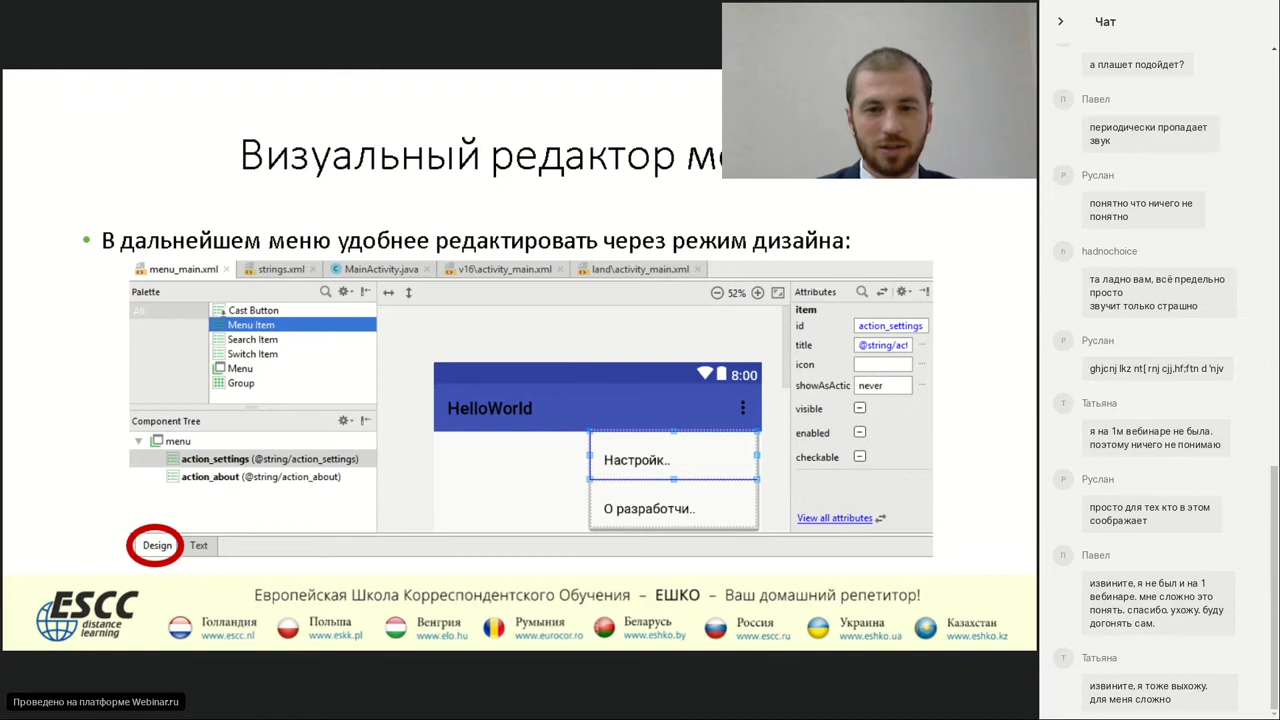 Визуальный редактор ме
• В дальнейшем меню удобнее редактировать через режим дизайна:
menu_main.xml
strings.xml
MainActivity.java
v16\activity_main.xml
land\activity_main.xml
Palette
52%
Attributes
All
Cast Button
Menu Item
Search Item
Switch Item
Menu
Group
item
id
action_settings
title
@string/act
icon
showAsActic
never
visible
enabled
checkable
View all attributes
8:00
HelloWorld
Настройк..
О разработчи..
Component Tree
menu
action_settings (@string/action_settings)
action_about (@string/action_about)
Design
Text
ESCC
distance
learning
Европейская Школа Корреспондентского Обучения – ЕШКО – Ваш домашний репетитор!
Голландия
www.escc.nl
Польша
www.eskk.pl
Венгрия
www.elo.hu
Румыния
www.eurocor.ro
Беларусь
www.eshko.by
Россия
www.escc.ru
Украина
www.eshko.ua
Казахстан
www.eshko.kz
Проведено на платформе Webinar.ru
Чат
а плашет подойдет?
П
Павел
периодически пропадает
звук
Р
Руслан
понятно что ничего не
понятно
h
hadnochoice
та ладно вам, всё предельно
просто
звучит только страшно
Р
Руслан
ghjcnj lkz nt[ rnj cjj,hf;ftn d 'njv
Т
Татьяна
я на 1м вебинаре не была.
поэтому ничего не понимаю
Р
Руслан
просто для тех кто в этом
соображает
П
Павел
извините, я не был и на 1
вебинаре. мне сложно это
понять. спасибо. ухожу. буду
догонять сам.
Т
Татьяна
извините, я тоже выхожу.
для меня сложно